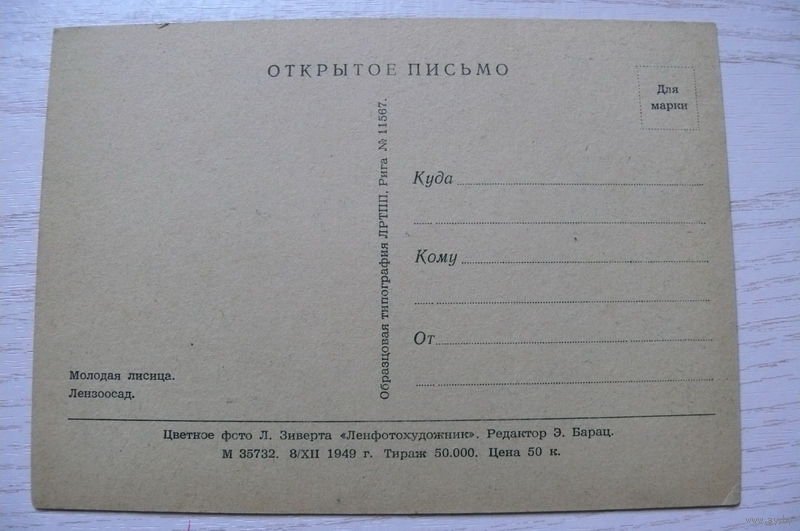 ОТКРЫТОЕ ПИСЬМО
Для
марки
Образцовая типография ЛРТПП, Рига № 11567.
Куда
Кому
От
Молодая лисица.
Лензоосад.
Цветное фото Л. Зиверта «Ленфотохудожник». Редактор Э. Барац.
М 35732. 8/XII 1949 г. Тираж 50.000. Цена 50 к.